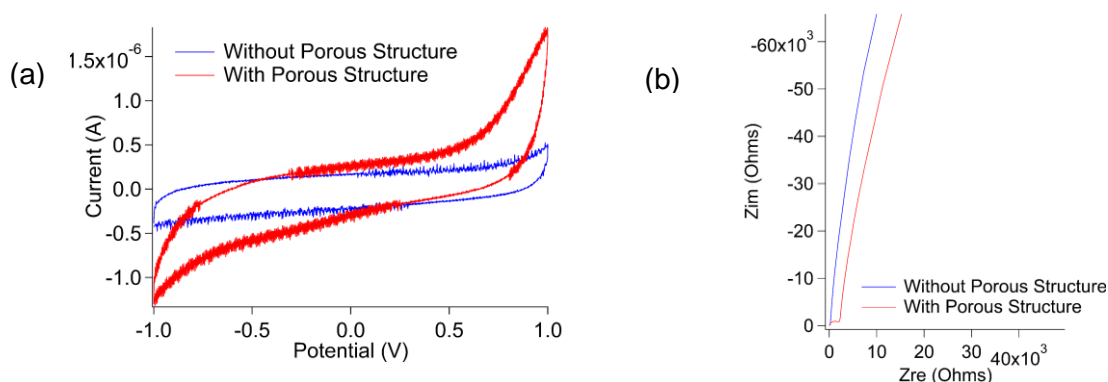 (a)
Without Porous Structure
With Porous Structure
1.5x10⁻⁶
1.0
0.5
0.0
-0.5
-1.0
Current (A)
-1.0 -0.5 0.0 0.5 1.0
Potential (V)
(b)
-60x10³
-50
-40
-30
-20
-10
0
Zim (Ohms)
Without Porous Structure
With Porous Structure
0 10 20 30 40x10³
Zre (Ohms)